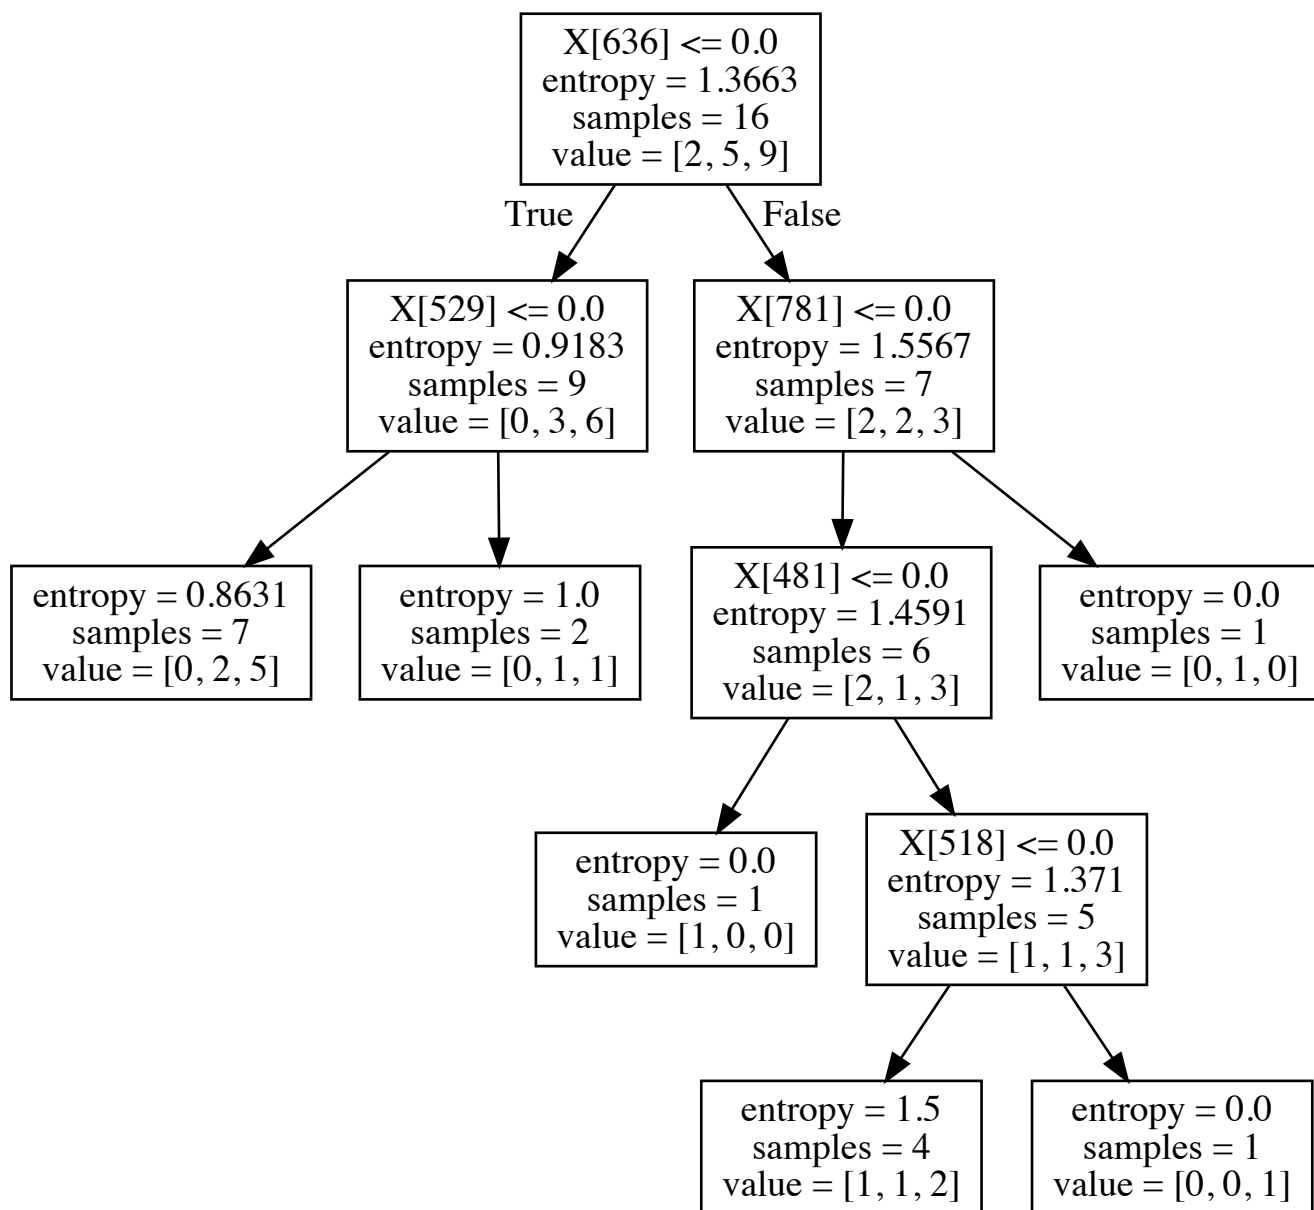 X[636] <= 0.0
entropy = 1.3663
samples = 16
value = [2, 5, 9]
True
False
X[529] <= 0.0
entropy = 0.9183
samples = 9
value = [0, 3, 6]
X[781] <= 0.0
entropy = 1.5567
samples = 7
value = [2, 2, 3]
entropy = 0.8631
samples = 7
value = [0, 2, 5]
entropy = 1.0
samples = 2
value = [0, 1, 1]
X[481] <= 0.0
entropy = 1.4591
samples = 6
value = [2, 1, 3]
entropy = 0.0
samples = 1
value = [0, 1, 0]
entropy = 0.0
samples = 1
value = [1, 0, 0]
X[518] <= 0.0
entropy = 1.371
samples = 5
value = [1, 1, 3]
entropy = 1.5
samples = 4
value = [1, 1, 2]
entropy = 0.0
samples = 1
value = [0, 0, 1]